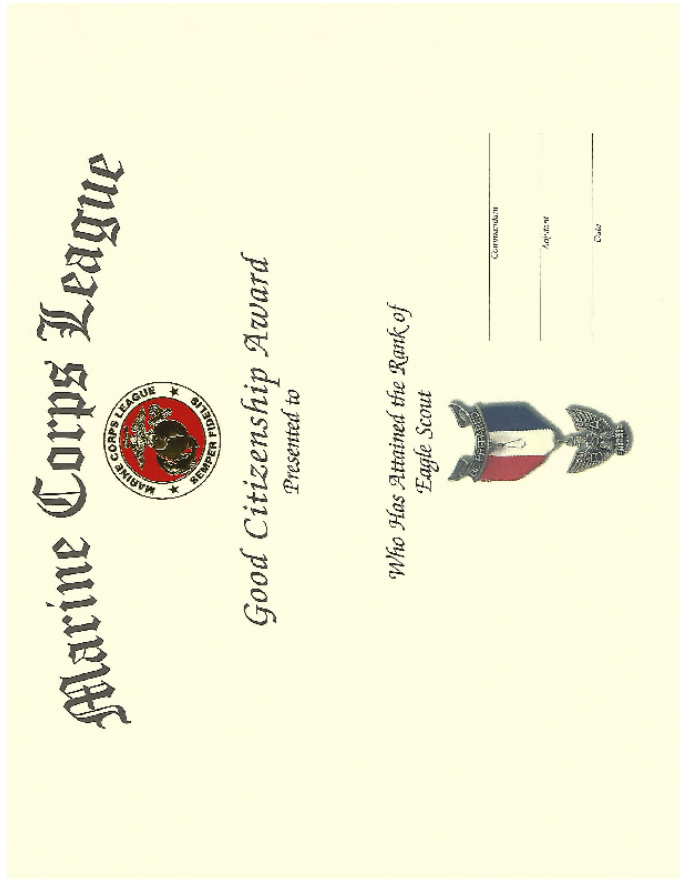 Marine Corps League
MARINE CORPS LEAGUE
SEMPER FIDELIS
Good Citizenship Award
Presented to
Who Has Attained the Rank of
Eagle Scout
Commandant
Adjutant
Date